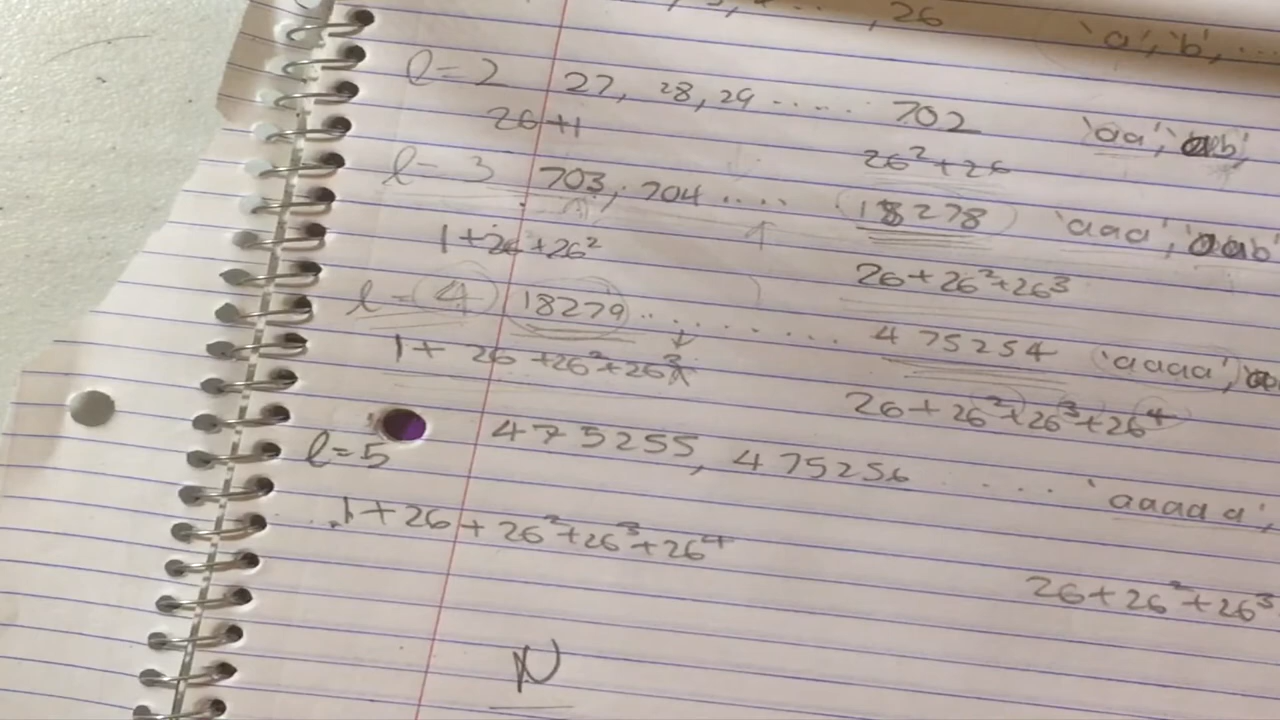 , 26 'a', 'b', ...
l=2 27, 28, 29 ..... 702 'aa',
26+1 26²+26
l=3 703, 704 .... 18278 'aaa', 'aab'
1+26+26² 26+26²+26³
l=4 18279 ........ 475254 'aaaa',
1+26+26²+26³ 26+26²+26³+26⁴
l=5 475255, 475256 ..... 'aaaaa',
1+26+26²+26³+26⁴
26+26²+26³
N